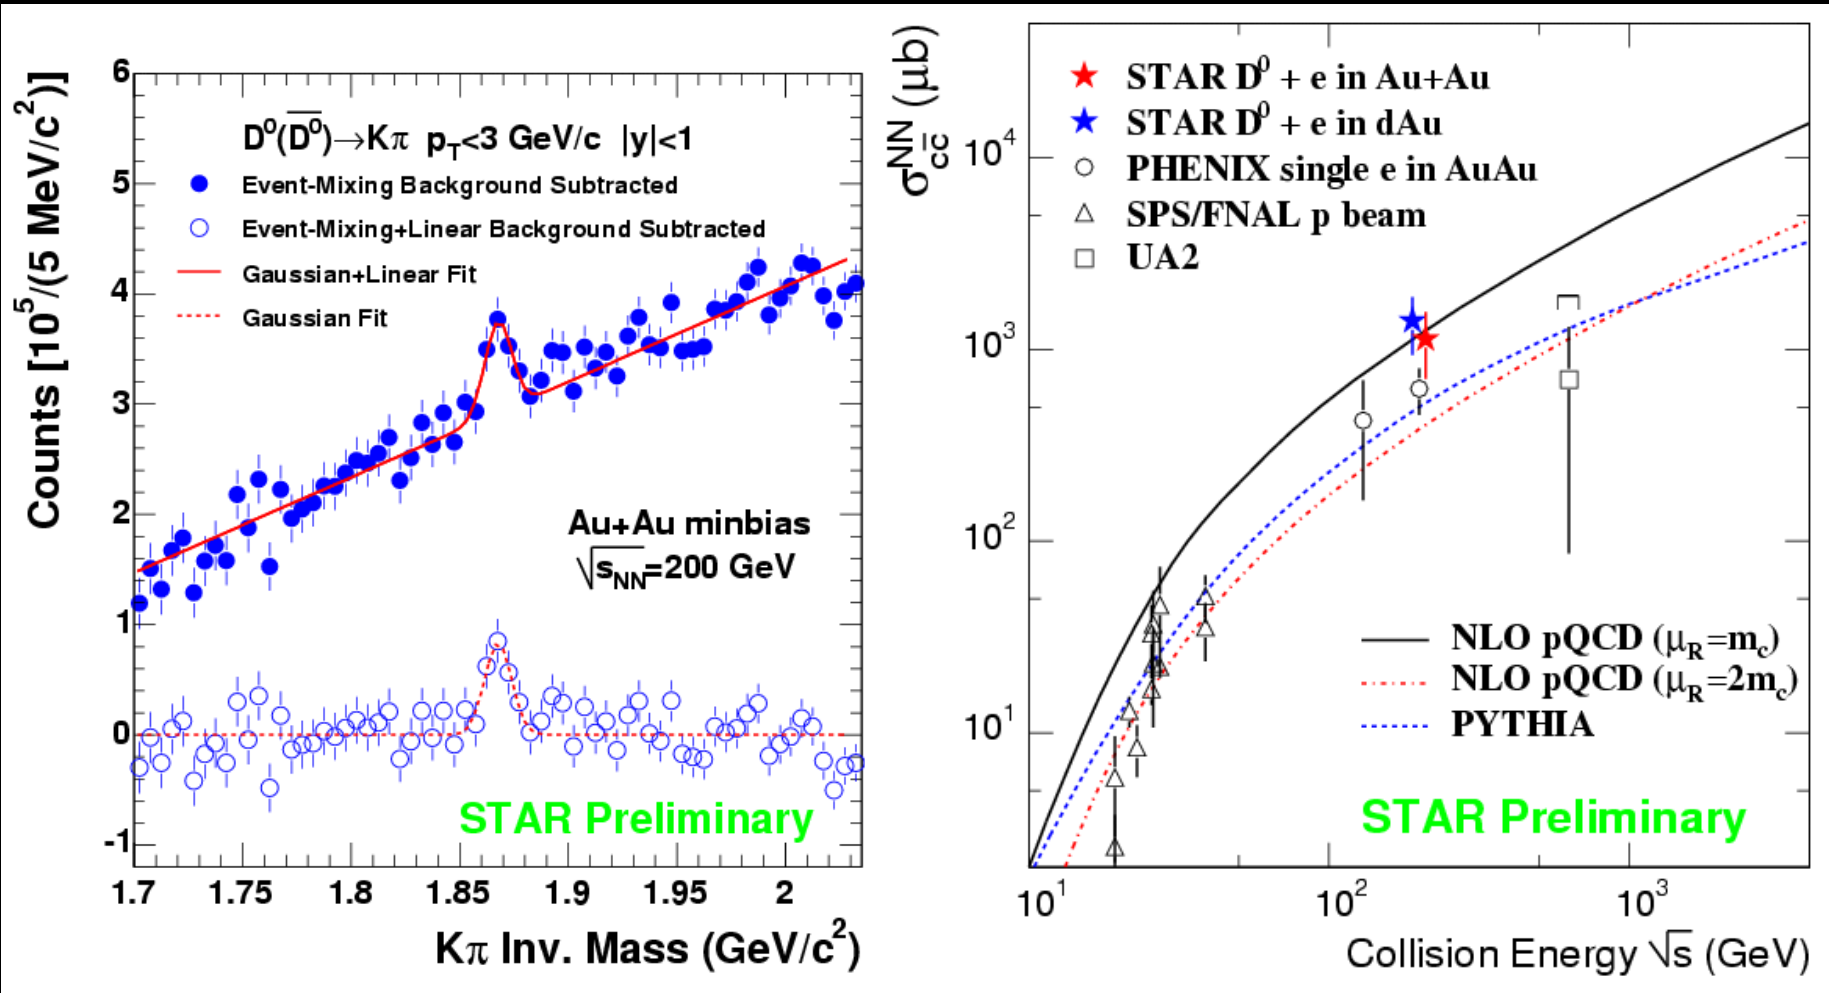 Counts [10^5/(5 MeV/c^2)]
6
5
4
3
2
1
0
-1
D^0(D̅^0)→Kπ p_T<3 GeV/c |y|<1
Event-Mixing Background Subtracted
Event-Mixing+Linear Background Subtracted
Gaussian+Linear Fit
Gaussian Fit
Au+Au minbias
√s_NN=200 GeV
STAR Preliminary
1.7 1.75 1.8 1.85 1.9 1.95 2
Kπ Inv. Mass (GeV/c^2)
σ^NN_cc̅ (μb)
STAR D^0 + e in Au+Au
STAR D^0 + e in dAu
PHENIX single e in AuAu
SPS/FNAL p beam
UA2
10^4
10^3
10^2
10^1
NLO pQCD (μ_R=m_c)
NLO pQCD (μ_R=2m_c)
PYTHIA
STAR Preliminary
10^1 10^2 10^3
Collision Energy √s (GeV)